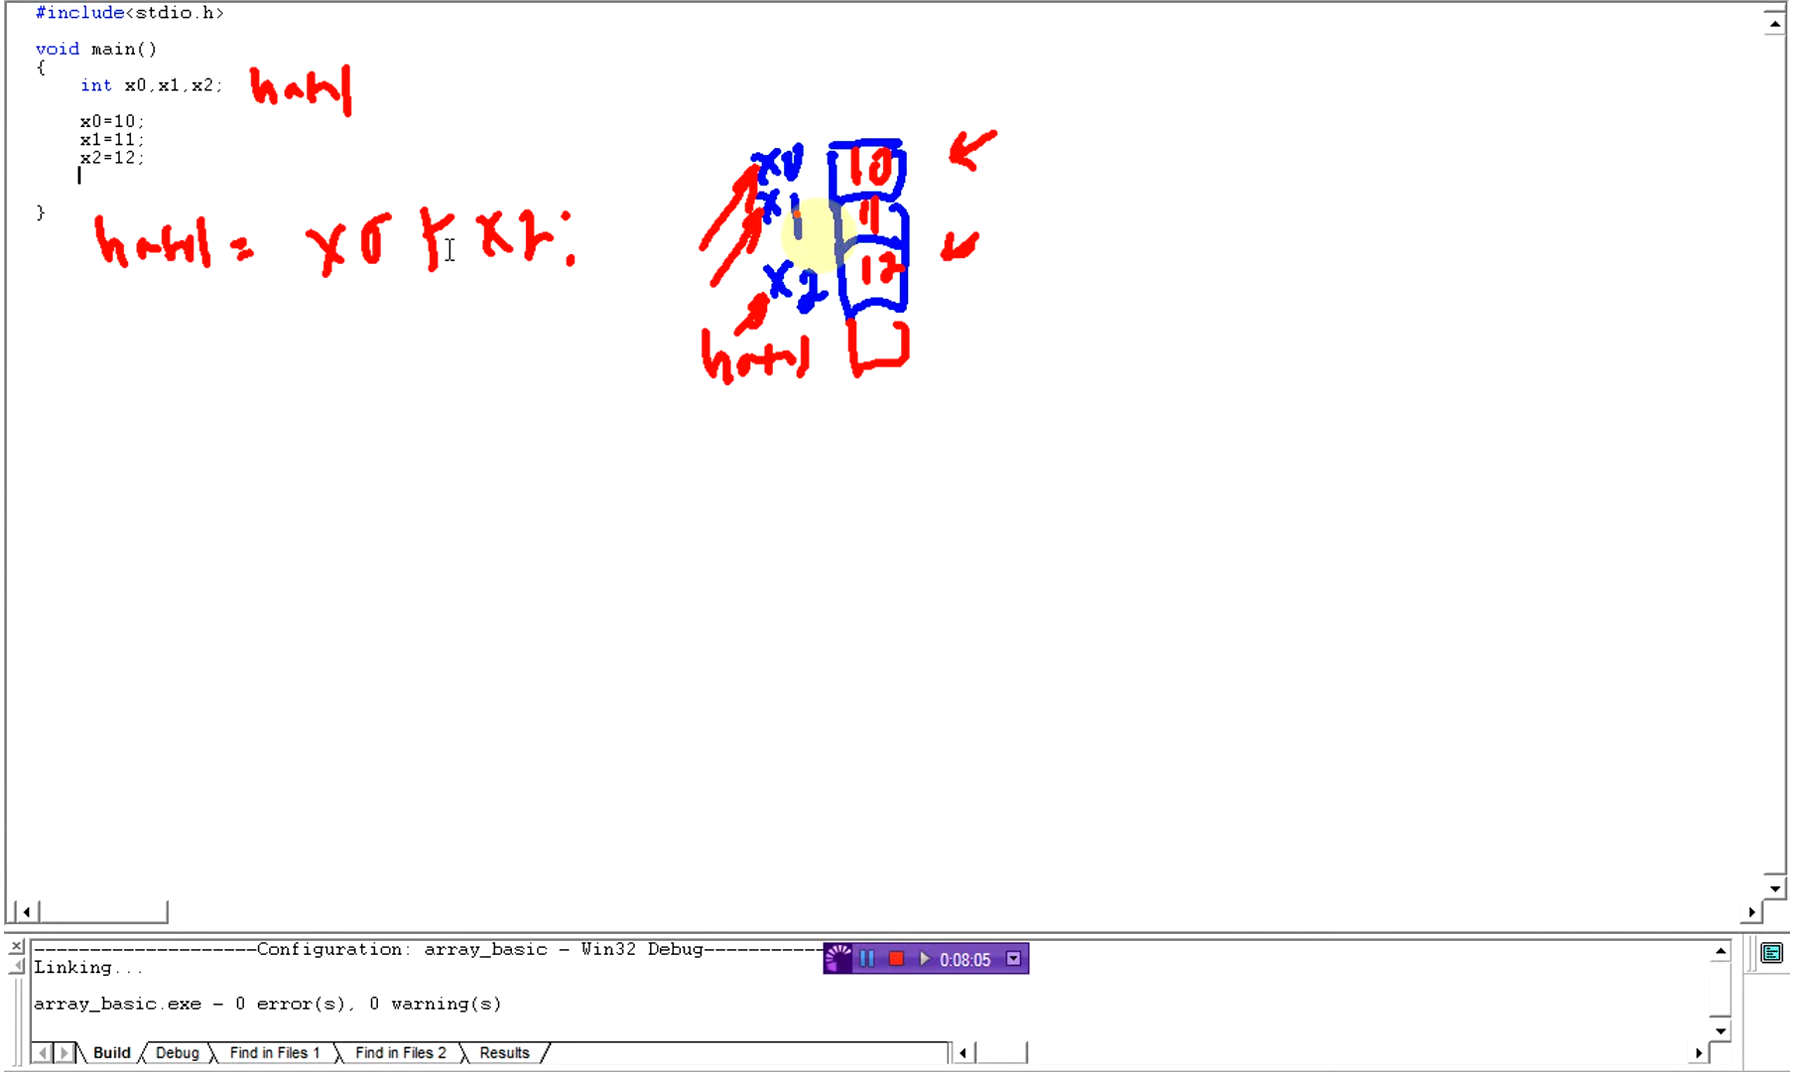 #include<stdio.h>
void main()
{
int x0,x1,x2;
x0=10;
x1=11;
x2=12;
}
= x0 + x2;
x0 10
x1 11
x2 12
--------------------Configuration: array_basic - Win32 Debug-----------
Linking...
array_basic.exe - 0 error(s), 0 warning(s)
0:08:05
Build Debug Find in Files 1 Find in Files 2 Results